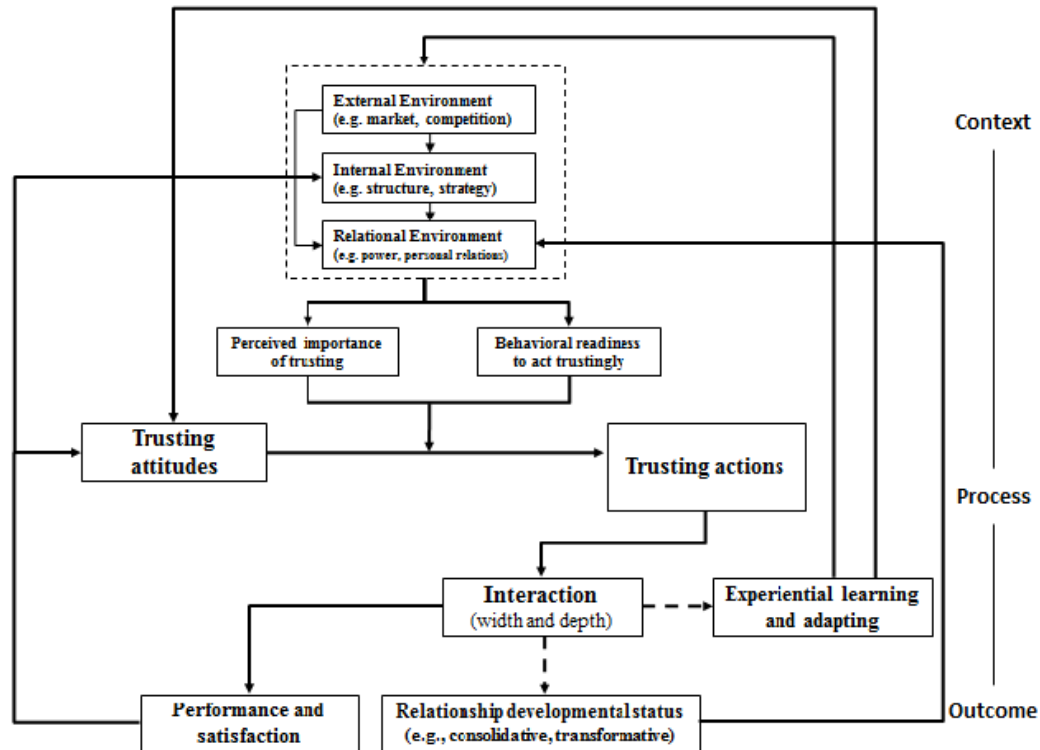 External Environment
(e.g. market, competition)
Context
Internal Environment
(e.g. structure, strategy)
Relational Environment
(e.g. power, personal relations)
Perceived importance
of trusting
Behavioral readiness
to act trustingly
Trusting
attitudes
Trusting actions
Process
Interaction
(width and depth)
Experiential learning
and adapting
Performance and
satisfaction
Relationship developmental status
(e.g., consolidative, transformative)
Outcome